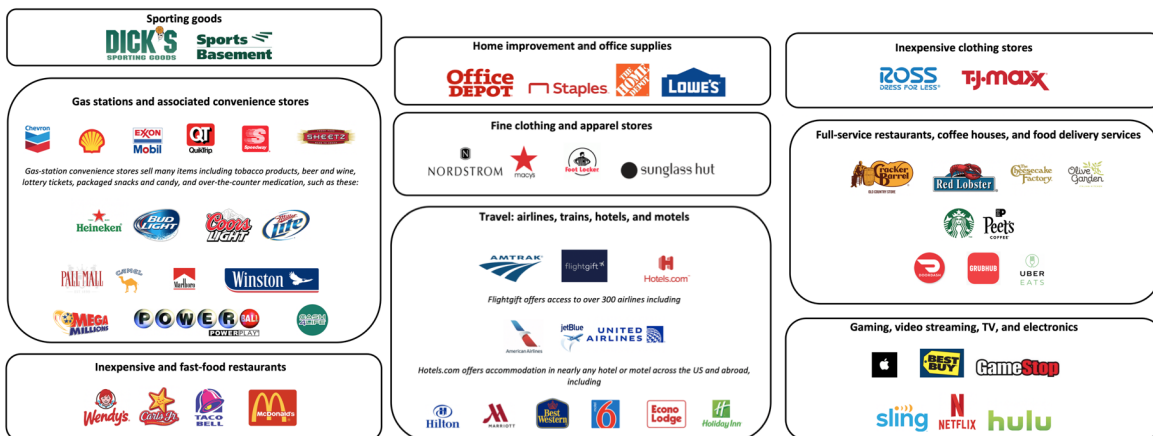 Sporting goods
DICK'S
SPORTING GOODS
Sports
Basement
Gas stations and associated convenience stores
Chevron
EXXON
Mobil
QT
QuikTrip
Speedway
SHEETZ
Gas-station convenience stores sell many items including tobacco products, beer and wine,
lottery tickets, packaged snacks and candy, and over-the-counter medication, such as these:
Heineken
BUD
LIGHT
Coors
LIGHT
Miller
Lite
PALL MALL
CAMEL
Marlboro
Winston
MEGA
MILLIONS
POWERBALL
POWERPLAY
Inexpensive and fast-food restaurants
Wendy's
Carl's Jr.
TACO
BELL
McDonald's
Home improvement and office supplies
Office
DEPOT
Staples
THE
HOME
DEPOT
LOWE'S
Fine clothing and apparel stores
N
NORDSTROM
macys
Foot Locker
sunglass hut
Travel: airlines, trains, hotels, and motels
AMTRAK
flightgift
Hotels.com
Flightgift offers access to over 300 airlines including
American Airlines
jetBlue
UNITED
AIRLINES
Hotels.com offers accommodation in nearly any hotel or motel across the US and abroad,
including
Hilton
MARRIOTT
Best
Western
6
Econo
Lodge
H
Holiday Inn
Inexpensive clothing stores
ROSS
DRESS FOR LESS
T·J·maxx
Full-service restaurants, coffee houses, and food delivery services
Cracker
Barrel
OLD COUNTRY STORE
Red Lobster
The
Cheesecake
Factory
Olive
Garden
Peet's
COFFEE
DOORDASH
GRUBHUB
UBER
EATS
Gaming, video streaming, TV, and electronics
BEST
BUY
GameStop
sling
N
NETFLIX
hulu